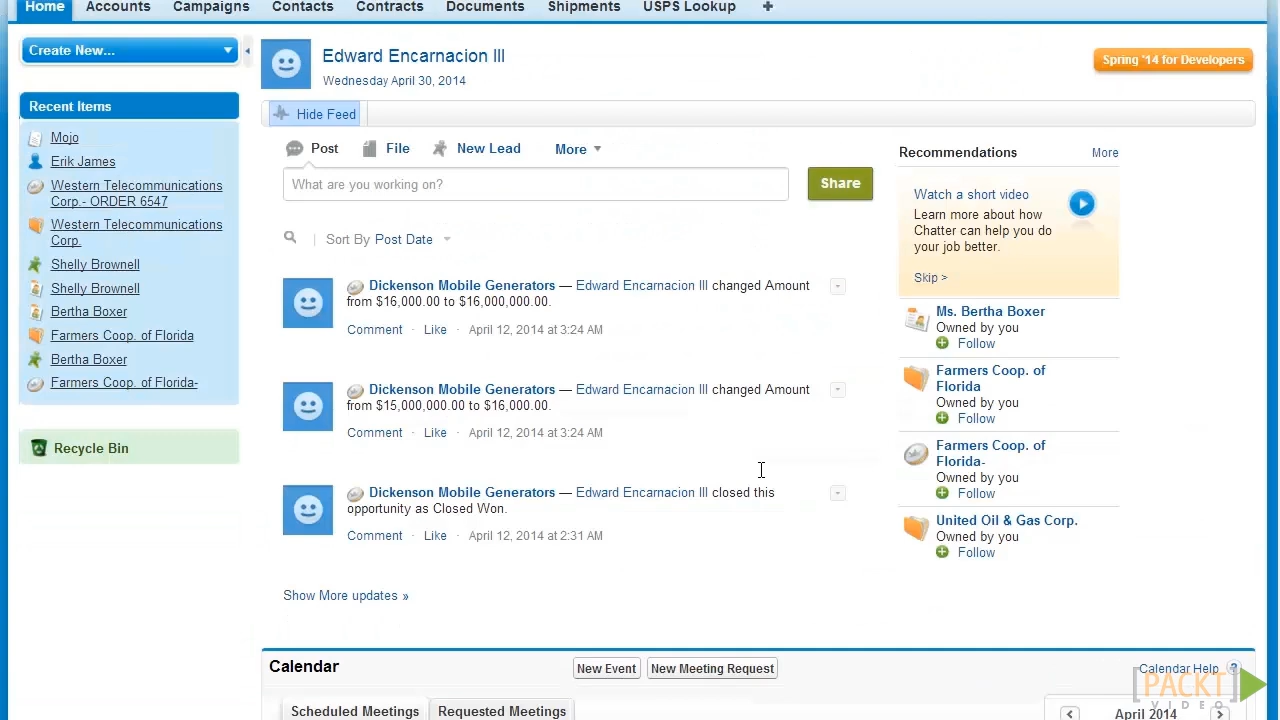 Home Accounts Campaigns Contacts Contracts Documents Shipments USPS Lookup +
Create New...
Edward Encarnacion III
Wednesday April 30, 2014
Spring '14 for Developers
Recent Items
Mojo
Erik James
Western Telecommunications
Corp.- ORDER 6547
Western Telecommunications
Corp.
Shelly Brownell
Shelly Brownell
Bertha Boxer
Farmers Coop. of Florida
Bertha Boxer
Farmers Coop. of Florida-
Recycle Bin
Hide Feed
Post File New Lead More
What are you working on?
Share
Sort By Post Date
Dickenson Mobile Generators — Edward Encarnacion III changed Amount
from $16,000.00 to $16,000,000.00.
Comment · Like · April 12, 2014 at 3:24 AM
Dickenson Mobile Generators — Edward Encarnacion III changed Amount
from $15,000,000.00 to $16,000.00.
Comment · Like · April 12, 2014 at 3:24 AM
Dickenson Mobile Generators — Edward Encarnacion III closed this
opportunity as Closed Won.
Comment · Like · April 12, 2014 at 2:31 AM
Show More updates »
Recommendations More
Watch a short video
Learn more about how
Chatter can help you do
your job better.
Skip >
Ms. Bertha Boxer
Owned by you
Follow
Farmers Coop. of
Florida
Owned by you
Follow
Farmers Coop. of
Florida-
Owned by you
Follow
United Oil & Gas Corp.
Owned by you
Follow
Calendar New Event New Meeting Request Calendar Help ?
Scheduled Meetings Requested Meetings
< April 2014 >
[PACKT]
VIDEO